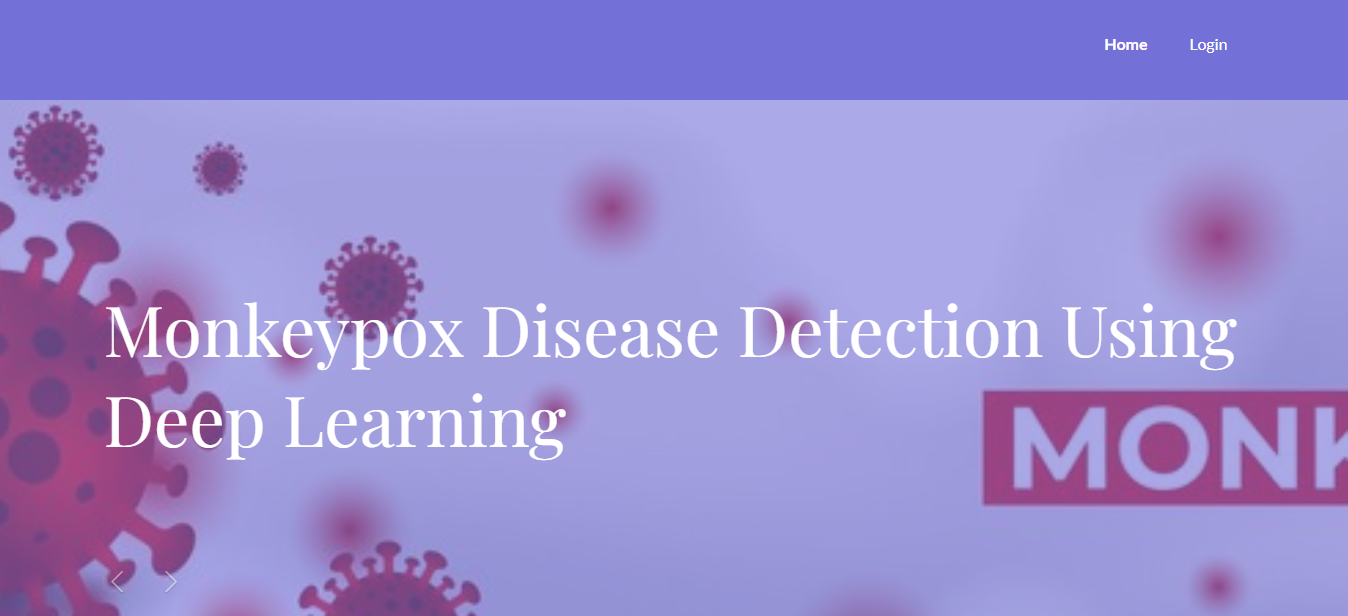 Home Login
Monkeypox Disease Detection Using
Deep Learning
MONK